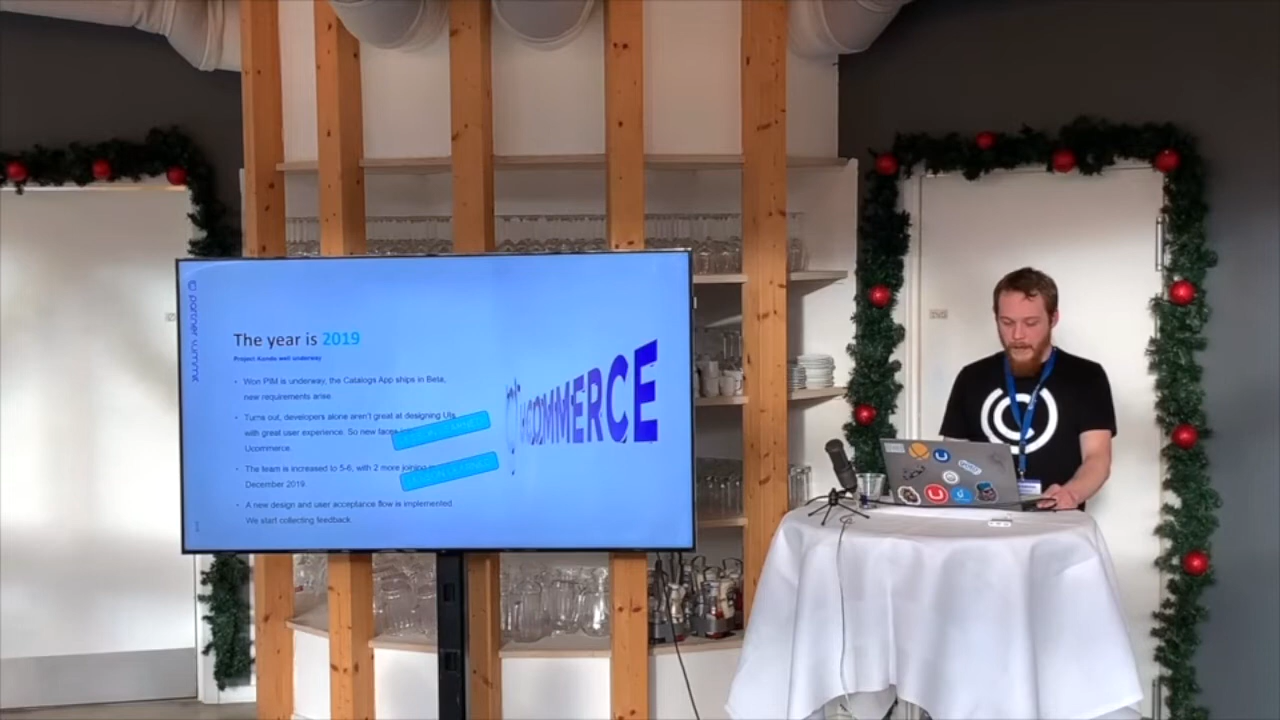 partner summit
The year is 2019
Project Kondo well underway
• Won PIM is underway, the Catalogs App ships in Beta,
new requirements arise.
• Turns out, developers alone aren't great at designing UIs
with great user experience. So new faces
Ucommerce.
• The team is increased to 5-6, with 2 more joining
December 2019.
• A new design and user acceptance flow is implemented.
We start collecting feedback.
UCOMMERCE